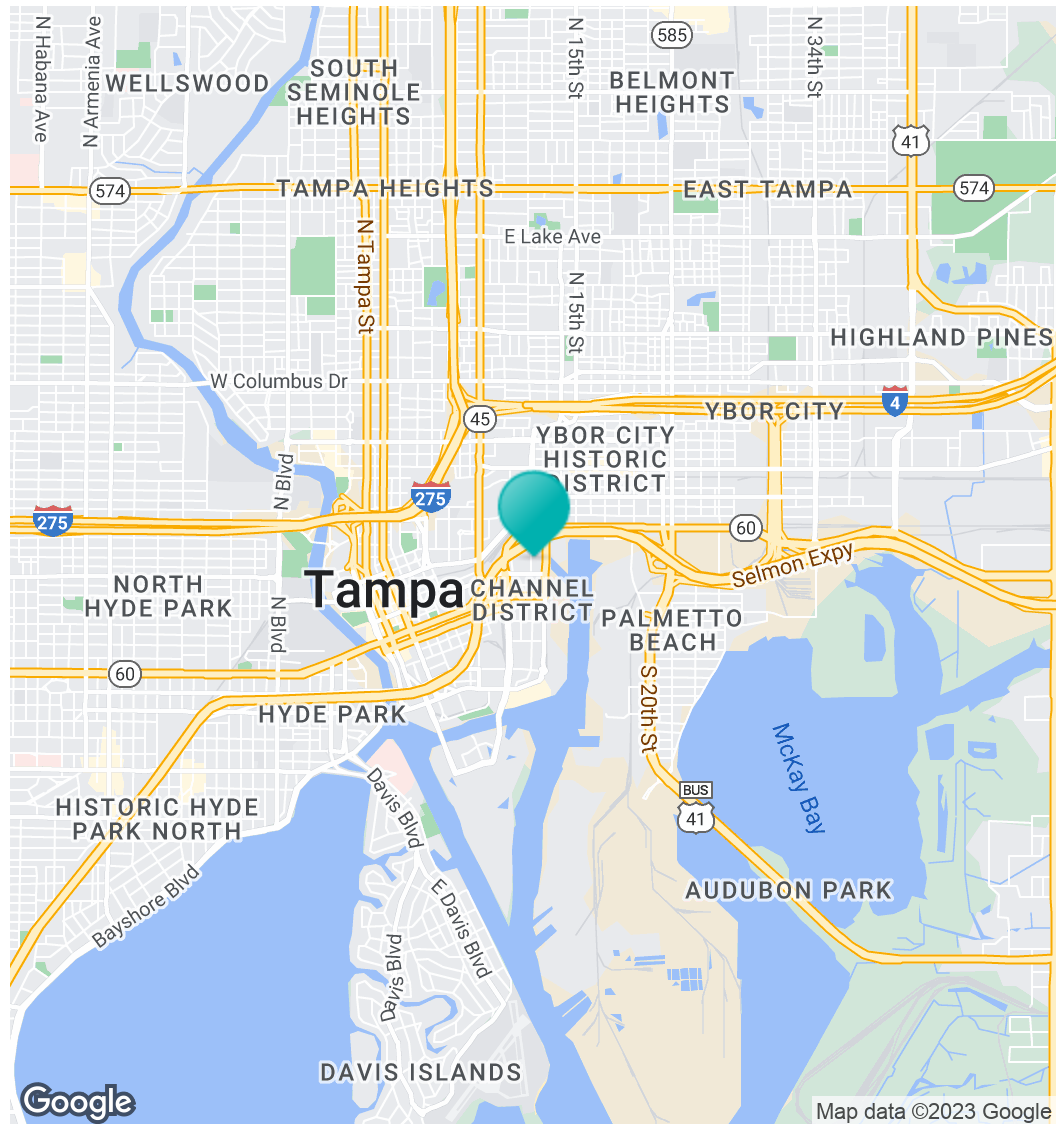 N Habana Ave
N Armenia Ave
N 15th St
585
N 34th St
WELLSWOOD
SOUTH
SEMINOLE
HEIGHTS
BELMONT
HEIGHTS
41
574
TAMPA HEIGHTS
EAST TAMPA
574
N Tampa St
E Lake Ave
N 15th St
HIGHLAND PINES
W Columbus Dr
4
45
YBOR CITY
YBOR CITY
HISTORIC
DISTRICT
N Blvd
275
275
60
Selmon Expy
NORTH
HYDE PARK
Tampa
CHANNEL
DISTRICT
N Blvd
PALMETTO
BEACH
60
S 20th St
HYDE PARK
McKay Bay
Davis Blvd
BUS
41
HISTORIC HYDE
PARK NORTH
Bayshore Blvd
E Davis Blvd
AUDUBON PARK
Davis Blvd
DAVIS ISLANDS
Google
Map data ©2023 Google